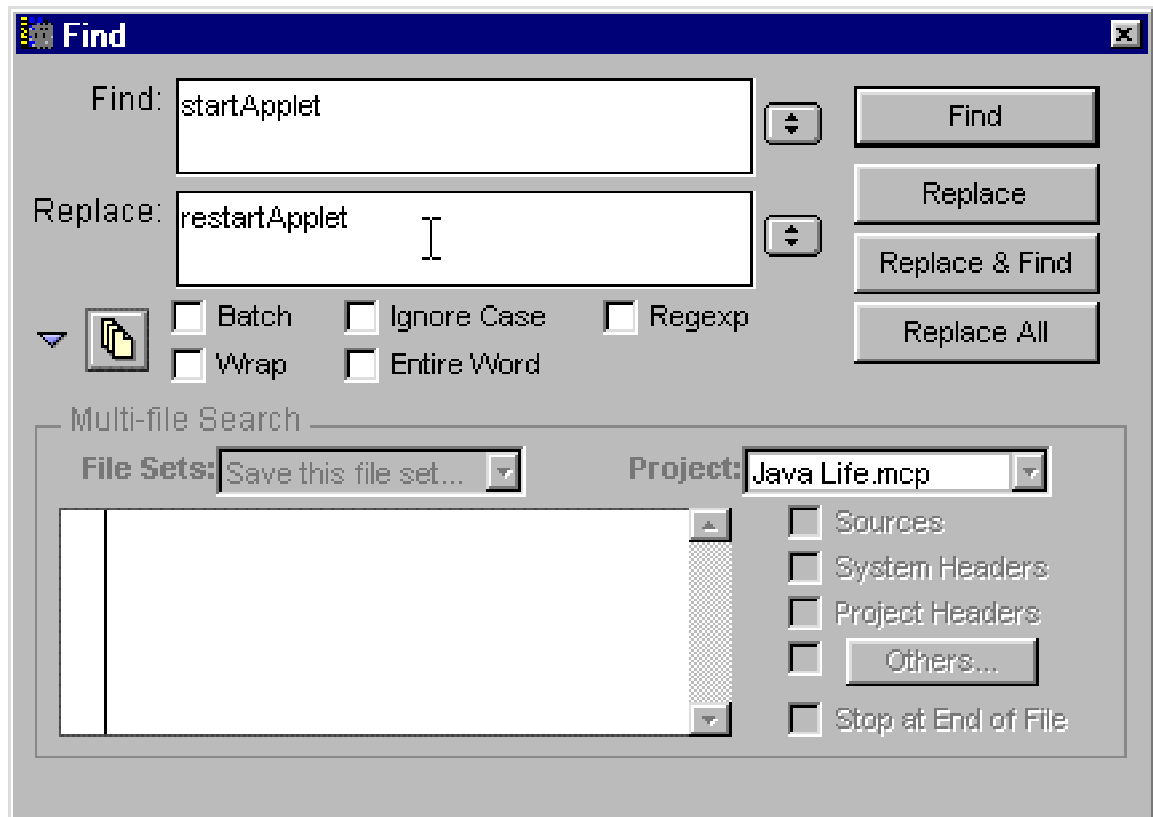 Find
Find:
startApplet
Find
Replace:
restartApplet
Replace
Replace & Find
Replace All
Batch
Ignore Case
Regexp
Wrap
Entire Word
Multi-file Search
File Sets:
Save this file set...
Project:
Java Life.mcp
Sources
System Headers
Project Headers
Others...
Stop at End of File